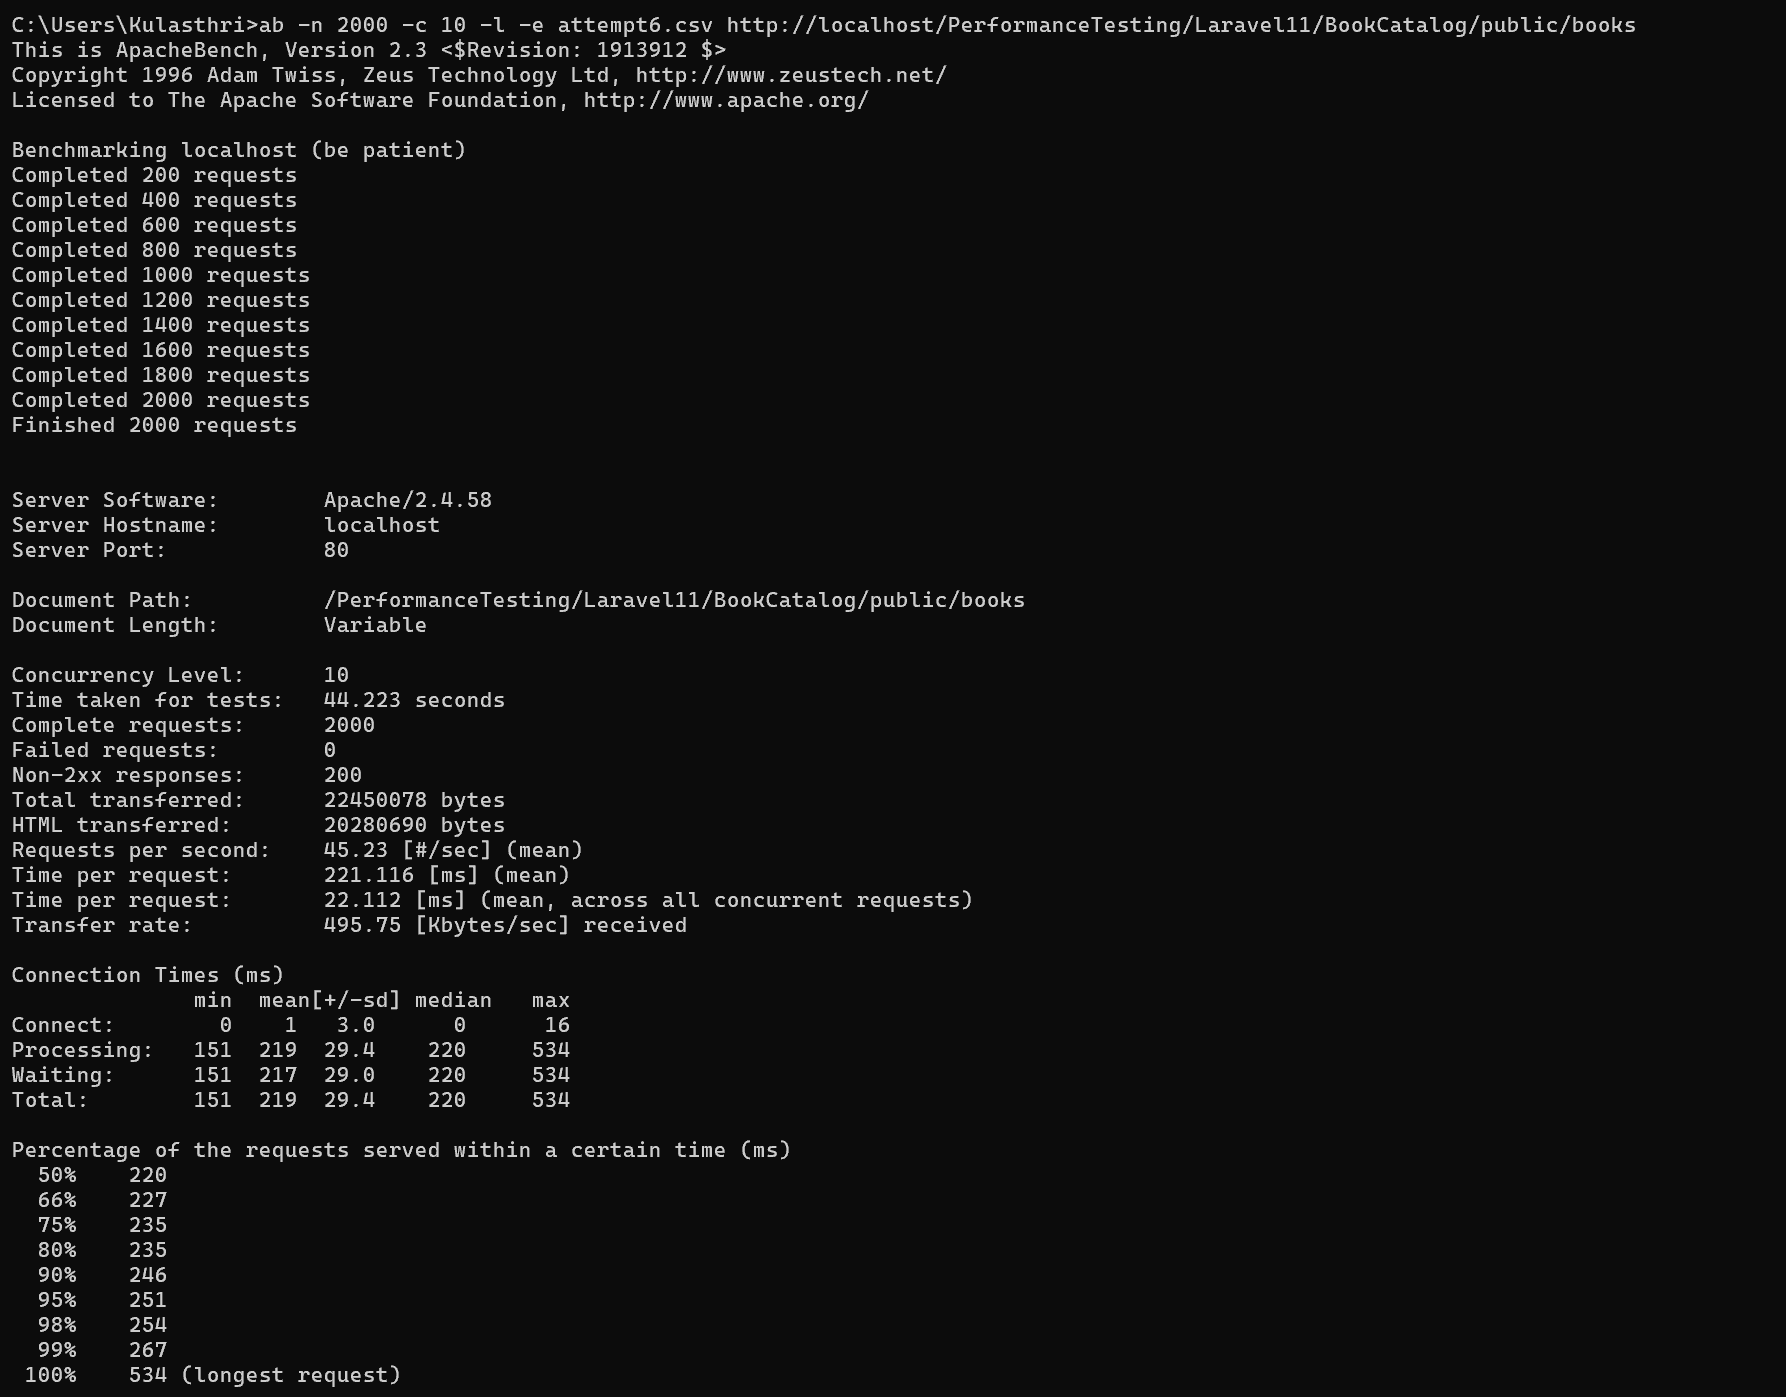 C:\Users\Kulasthri>ab -n 2000 -c 10 -l -e attempt6.csv http://localhost/PerformanceTesting/Laravel11/BookCatalog/public/books
This is ApacheBench, Version 2.3 <$Revision: 1913912 $>
Copyright 1996 Adam Twiss, Zeus Technology Ltd, http://www.zeustech.net/
Licensed to The Apache Software Foundation, http://www.apache.org/

Benchmarking localhost (be patient)
Completed 200 requests
Completed 400 requests
Completed 600 requests
Completed 800 requests
Completed 1000 requests
Completed 1200 requests
Completed 1400 requests
Completed 1600 requests
Completed 1800 requests
Completed 2000 requests
Finished 2000 requests


Server Software:        Apache/2.4.58
Server Hostname:        localhost
Server Port:            80

Document Path:          /PerformanceTesting/Laravel11/BookCatalog/public/books
Document Length:        Variable

Concurrency Level:      10
Time taken for tests:   44.223 seconds
Complete requests:      2000
Failed requests:        0
Non-2xx responses:      200
Total transferred:      22450078 bytes
HTML transferred:       20280690 bytes
Requests per second:    45.23 [#/sec] (mean)
Time per request:       221.116 [ms] (mean)
Time per request:       22.112 [ms] (mean, across all concurrent requests)
Transfer rate:          495.75 [Kbytes/sec] received

Connection Times (ms)
              min  mean[+/-sd] median   max
Connect:        0    1   3.0      0      16
Processing:   151  219  29.4    220     534
Waiting:      151  217  29.0    220     534
Total:        151  219  29.4    220     534

Percentage of the requests served within a certain time (ms)
  50%    220
  66%    227
  75%    235
  80%    235
  90%    246
  95%    251
  98%    254
  99%    267
 100%    534 (longest request)